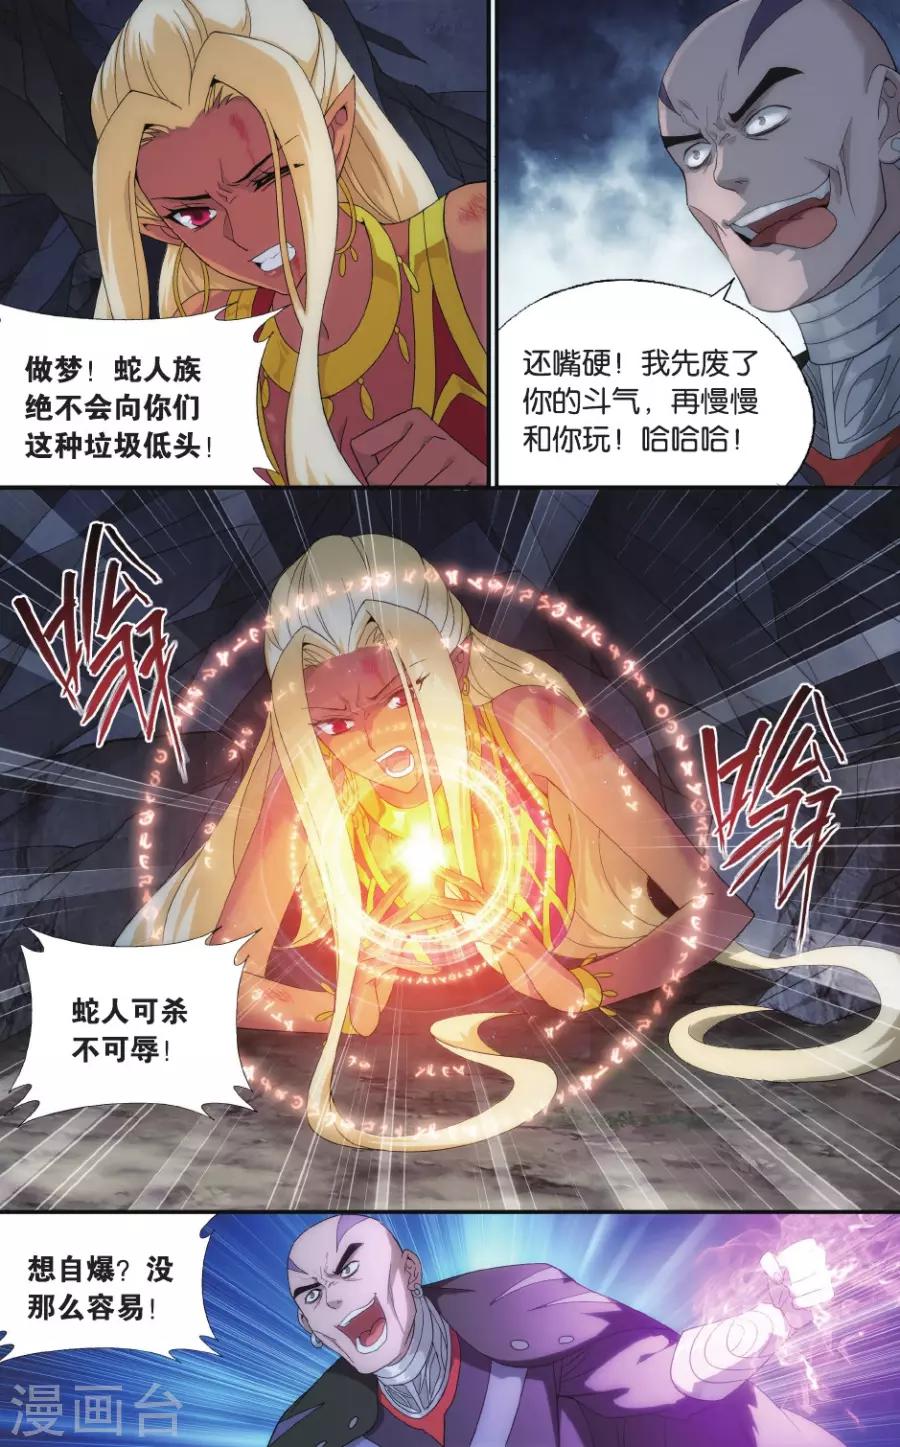 做梦！蛇人族
绝不会向你们
这种垃圾低头！
还嘴硬！我先废了
你的斗气，再慢慢
和你玩！哈哈哈！
蛇人可杀
不可辱！
想自爆？没
那么容易！
漫画台